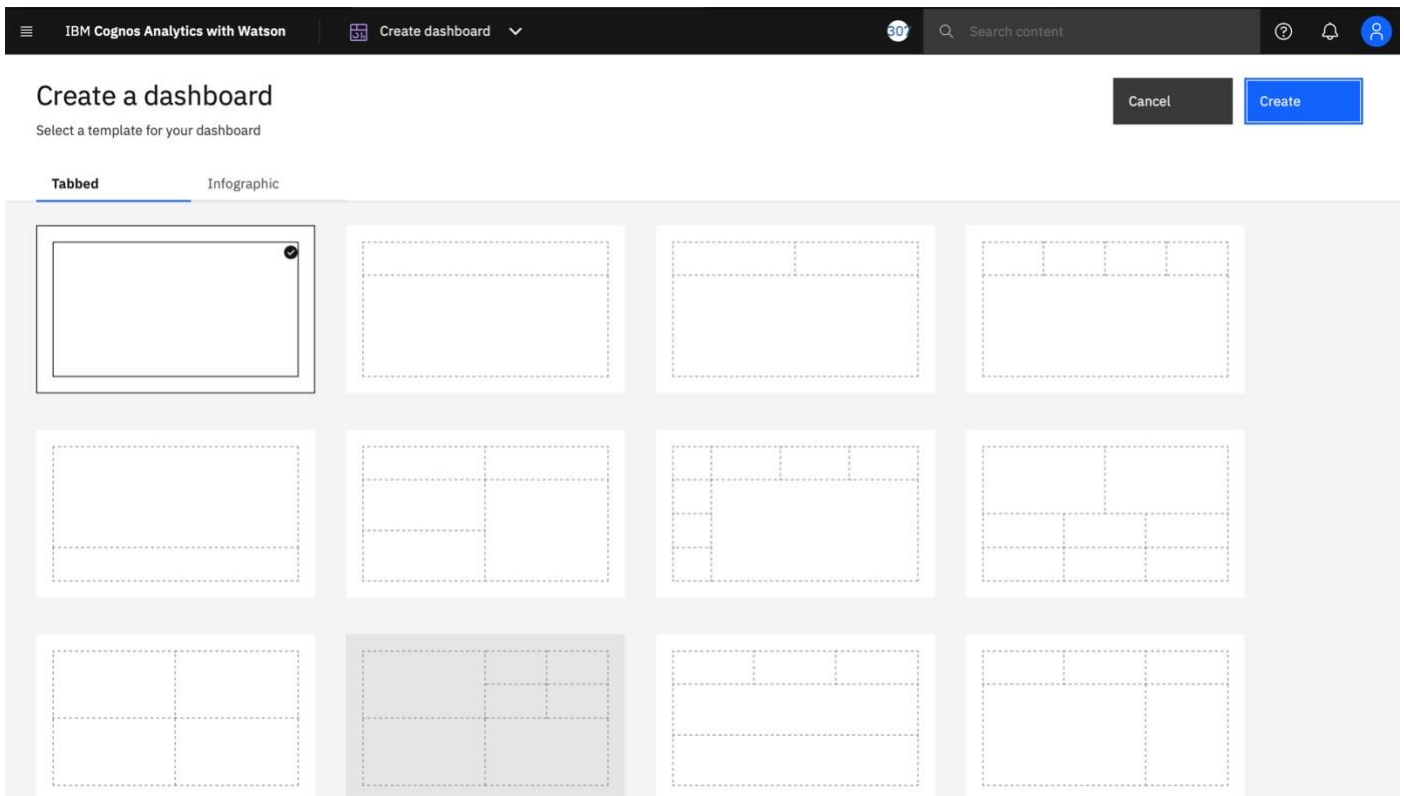 IBM Cognos Analytics with Watson
Create dashboard
30?
Search content
Create a dashboard
Cancel
Create
Select a template for your dashboard
Tabbed
Infographic